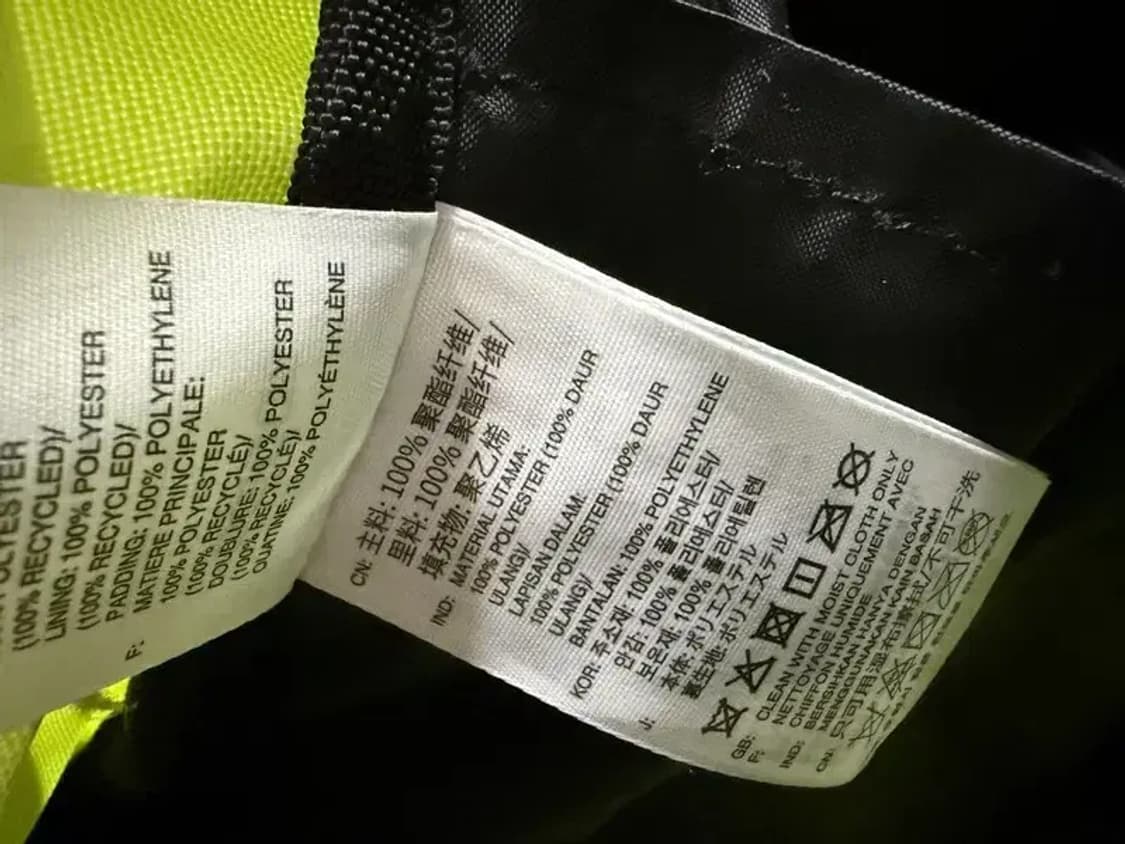 (100% RECYCLED)/
LINING: 100% POLYESTER
(100% RECYCLED)/
PADDING: 100% POLYETHYLENE
F: MATIERE PRINCIPALE:
100% POLYESTER
(100% RECYCLÉ)/
DOUBLURE: 100% POLYESTER
(100% RECYCLÉ)/
OUATINE: 100% POLYÉTHYLÈNE
CN: 主料: 100% 聚酯纤维/
里料: 100% 聚酯纤维/
填充物: 聚乙烯
IND: MATERIAL UTAMA:
100% POLYESTER (100% DAUR
ULANG)/
LAPISAN DALAM:
100% POLYESTER (100% DAUR
ULANG)/
BANTALAN: 100% POLYETHYLENE
KOR: 주소재: 100% 폴리에스터/
안감: 100% 폴리에스터/
보온재: 100% 폴리에틸렌
J: 本体: ポリエステル
裏生地: ポリエステル
GB: CLEAN WITH MOIST CLOTH ONLY
F: NETTOYAGE UNIQUEMENT AVEC
CHIFFON HUMIDE
IND: BERSIHKAN HANYA DENGAN
MENGGUNAKAN KAIN BASAH
CN: 只可用湿布擦拭/不可干洗